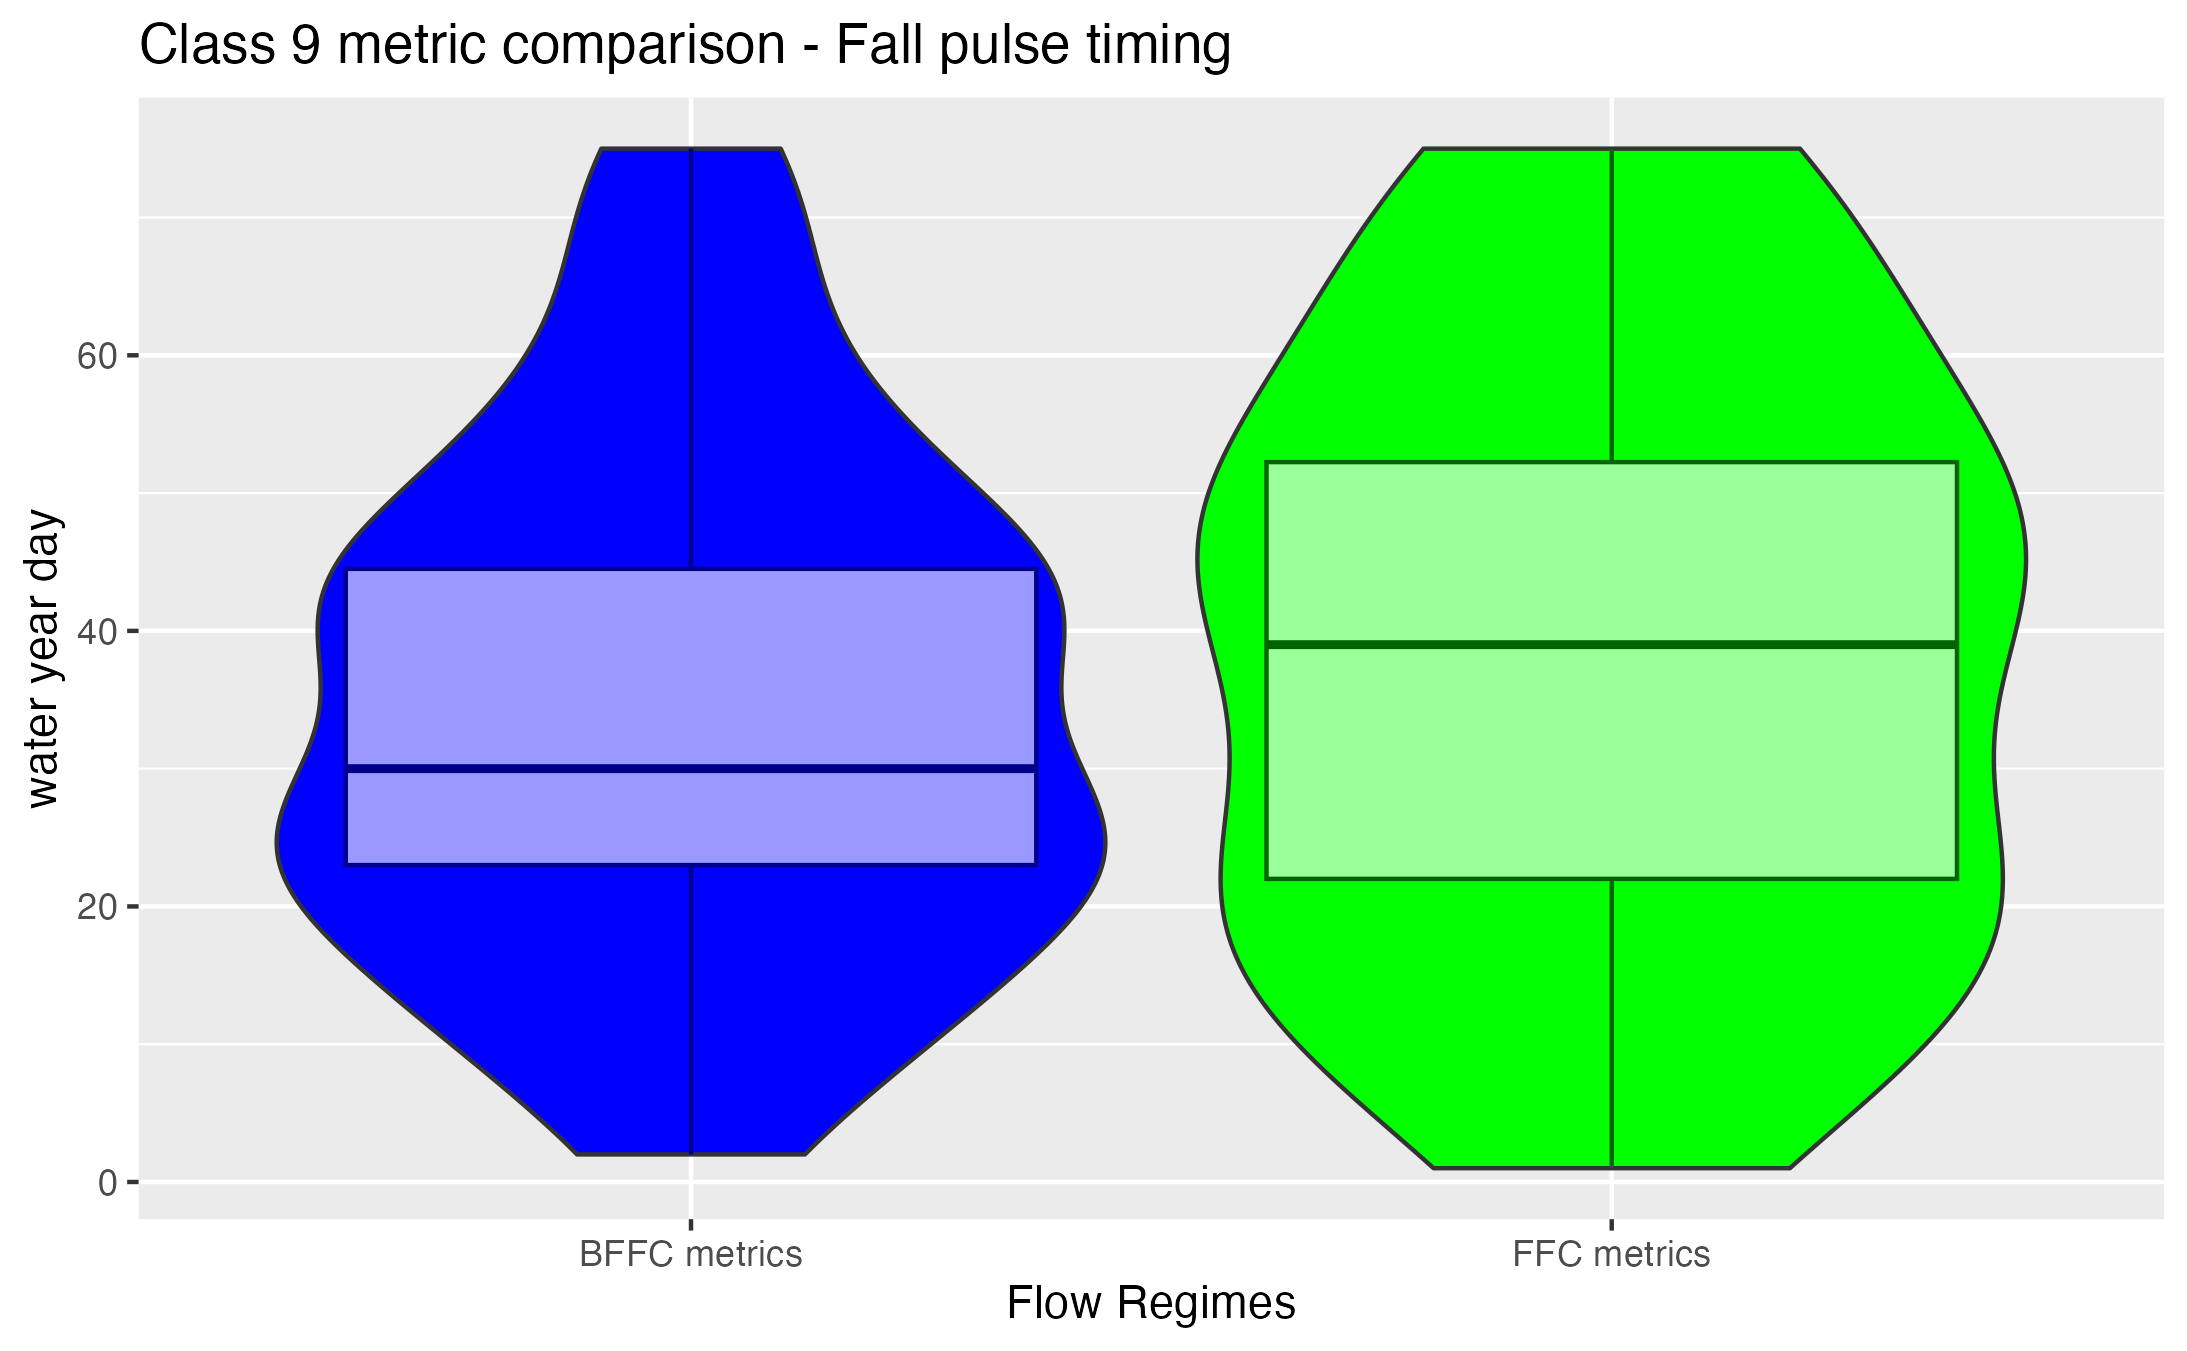 Class 9 metric comparison - Fall pulse timing
water year day
60
40
20
0
BFFC metrics
FFC metrics
Flow Regimes